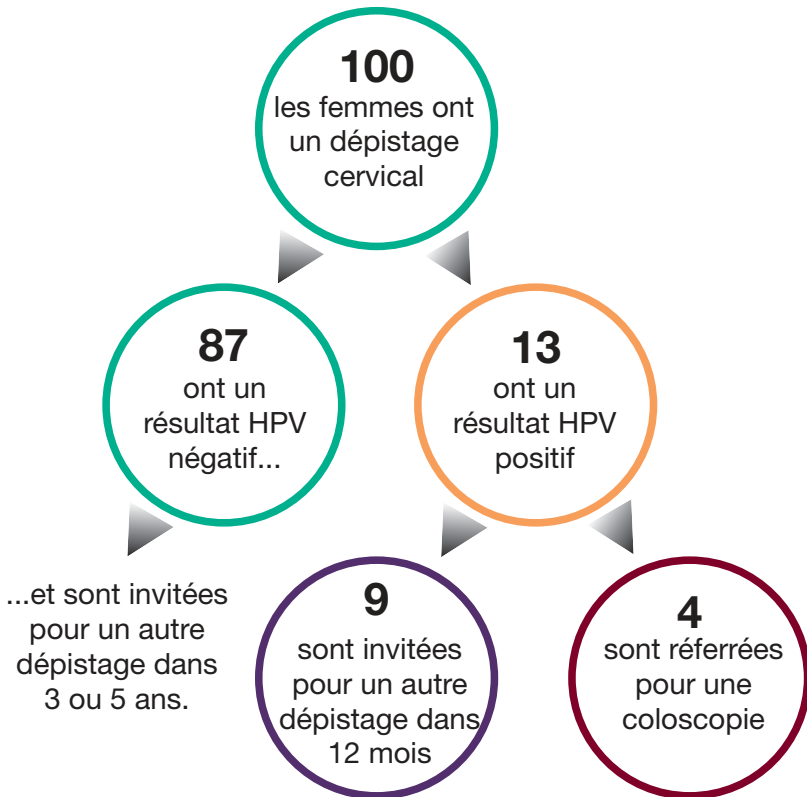 100
les femmes ont
un dépistage
cervical
87
ont un
résultat HPV
négatif...
13
ont un
résultat HPV
positif
...et sont invitées
pour un autre
dépistage dans
3 ou 5 ans.
9
sont invitées
pour un autre
dépistage dans
12 mois
4
sont réferrées
pour une
coloscopie